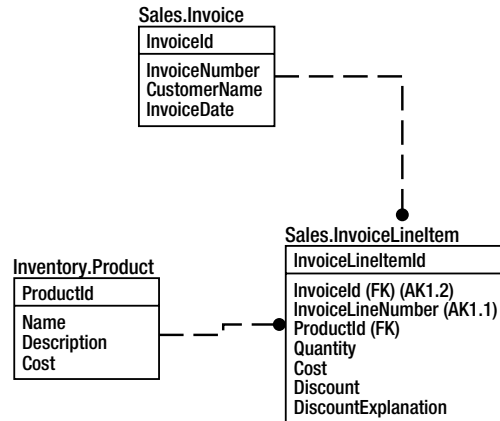 Sales.Invoice
InvoiceId
InvoiceNumber
CustomerName
InvoiceDate
Inventory.Product
ProductId
Name
Description
Cost
Sales.InvoiceLineItem
InvoiceLineItemId
InvoiceId (FK) (AK1.2)
InvoiceLineNumber (AK1.1)
ProductId (FK)
Quantity
Cost
Discount
DiscountExplanation